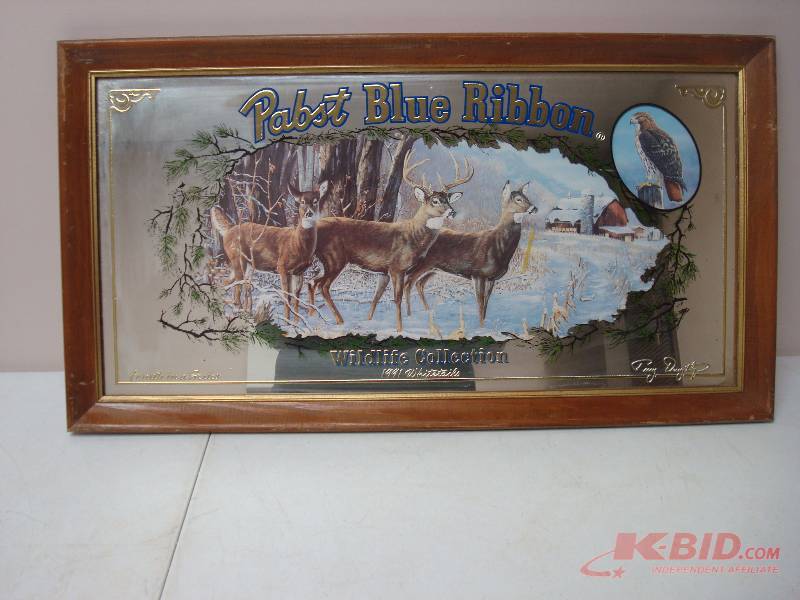 Pabst Blue Ribbon
Wildlife Collection
1991 Whitetails
K-BID.COM
INDEPENDENT AFFILIATE